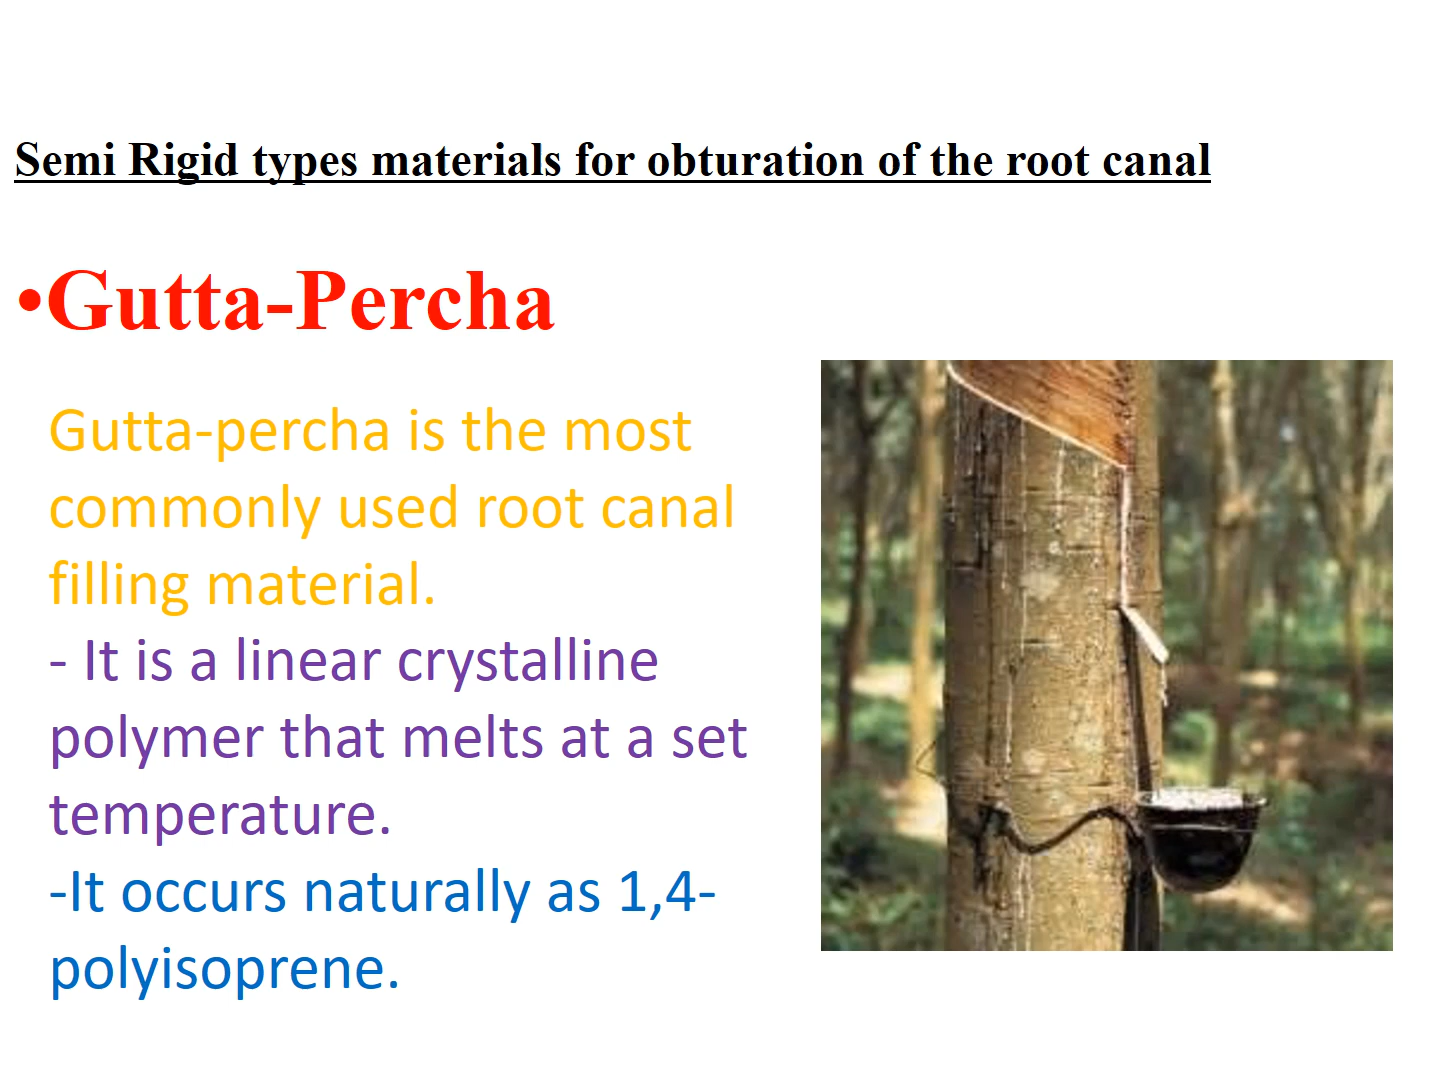 Semi Rigid types materials for obturation of the root canal
•Gutta-Percha
Gutta-percha is the most
commonly used root canal
filling material.
- It is a linear crystalline
polymer that melts at a set
temperature.
-It occurs naturally as 1,4-
polyisoprene.